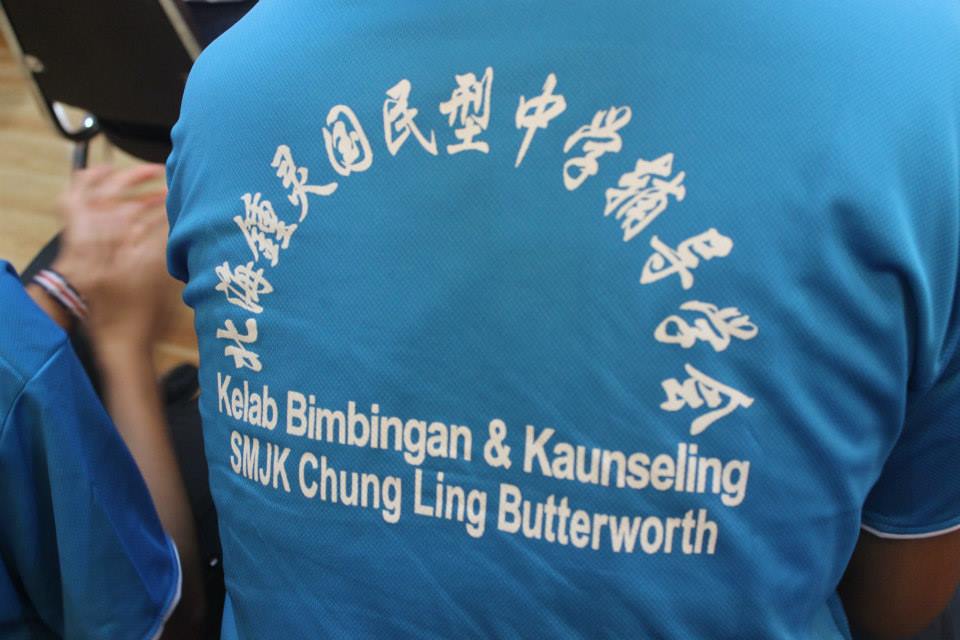 北海鍾灵国民型中学辅导学会
Kelab Bimbingan & Kaunseling
SMJK Chung Ling Butterworth